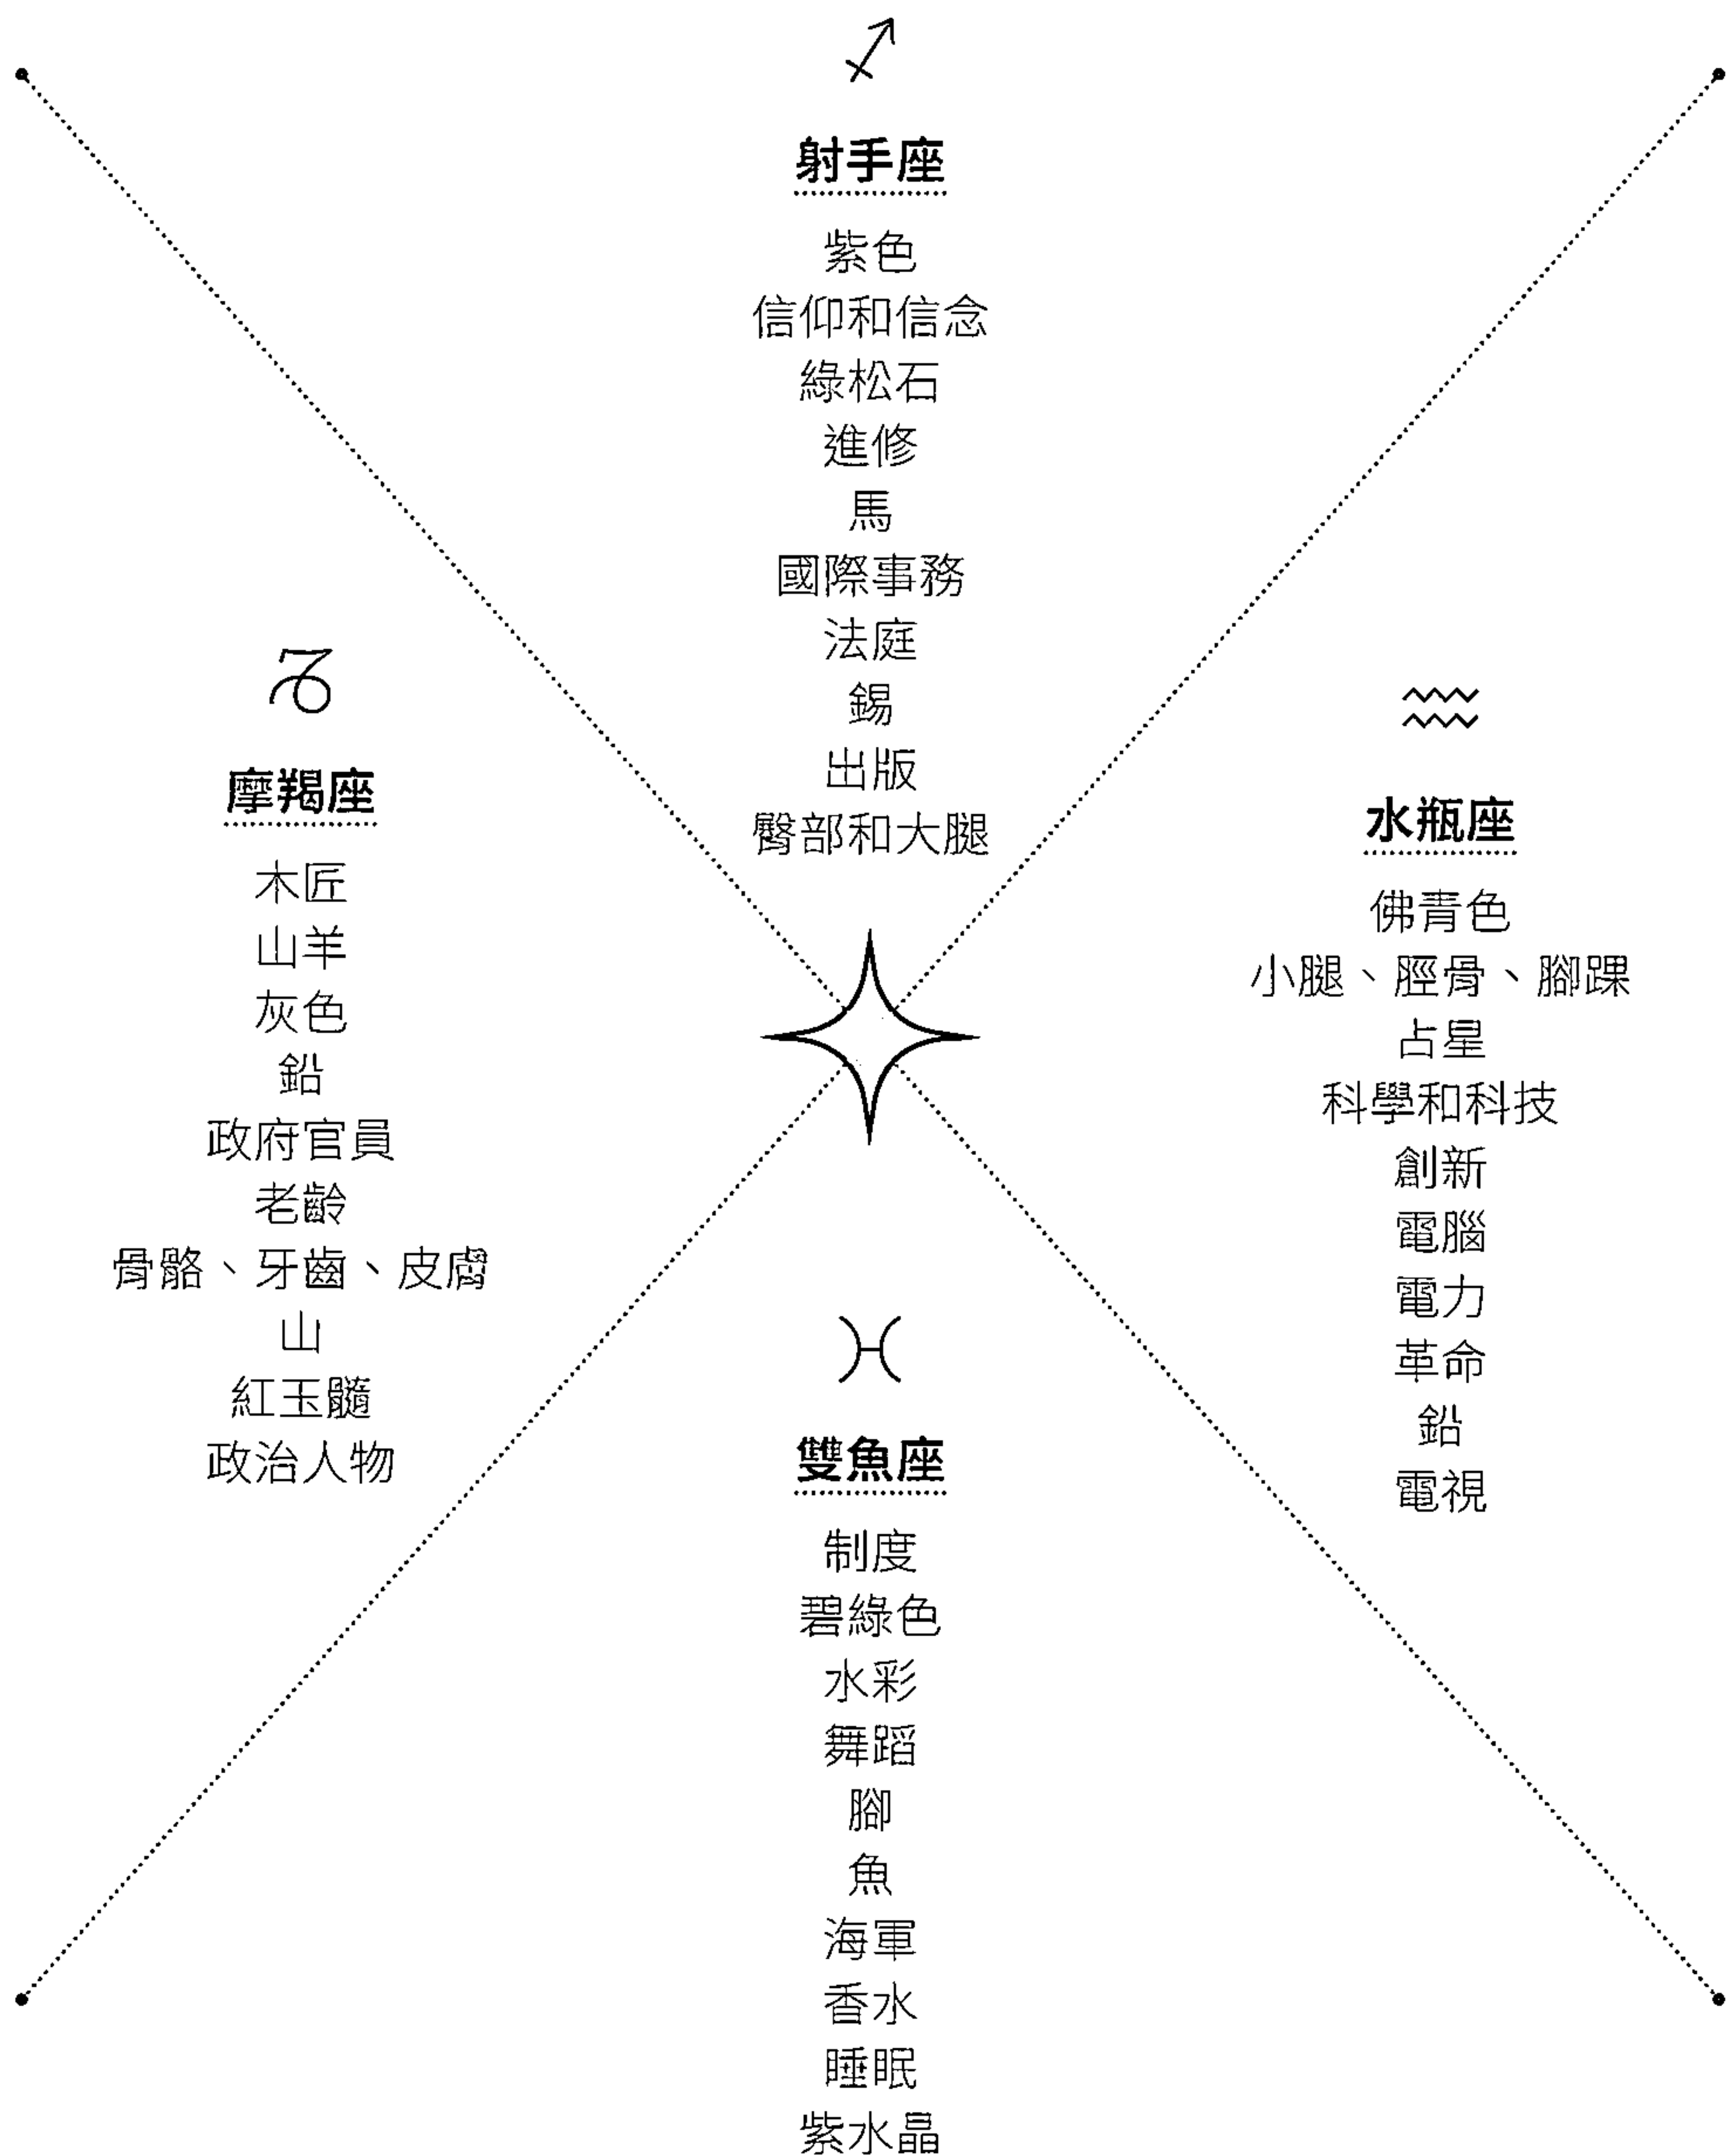 射手座
紫色
信仰和信念
綠松石
進修
馬
國際事務
法庭
錫
出版
臀部和大腿
摩羯座
木匠
山羊
灰色
鉛
政府官員
老齡
骨骼、牙齒、皮膚
山
紅玉髓
政治人物
水瓶座
佛青色
小腿、脛骨、腳踝
占星
科學和科技
創新
電腦
電力
革命
鉛
電視
雙魚座
制度
碧綠色
水彩
舞蹈
腳
魚
海軍
香水
睡眠
紫水晶